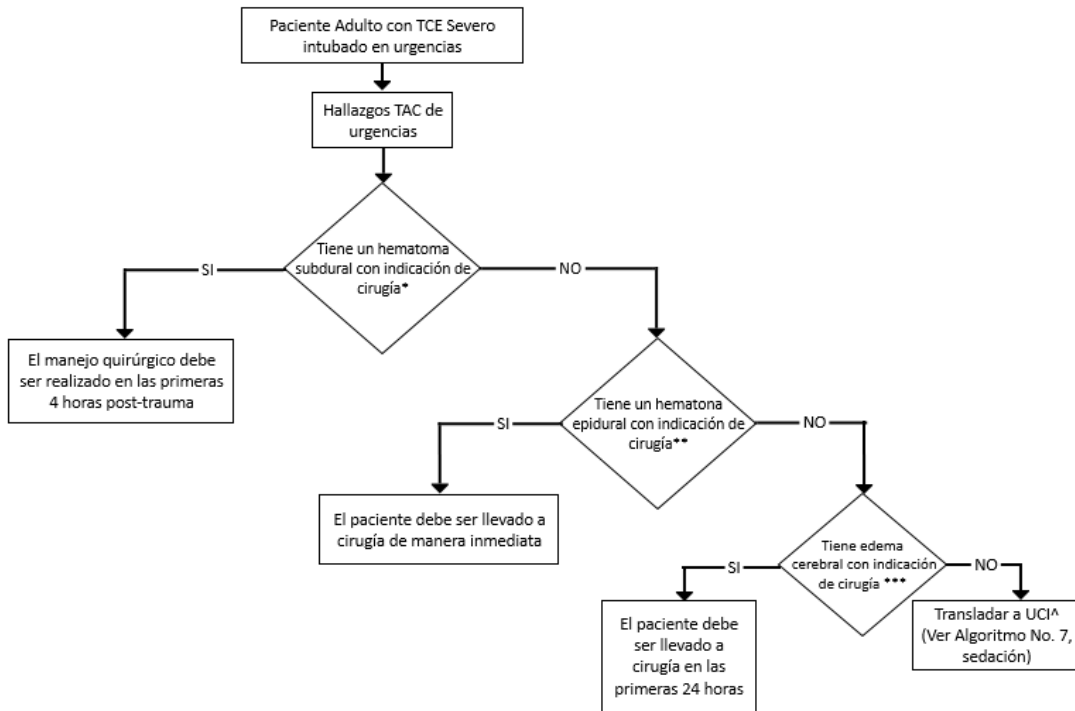 Paciente Adulto con TCE Severo
intubado en urgencias
Hallazgos TAC de
urgencias
Tiene un hematoma
subdural con indicación de
cirugía*
SI
NO
El manejo quirúrgico debe
ser realizado en las primeras
4 horas post-trauma
Tiene un hematona
epidural con indicación de
cirugía**
SI
NO
El paciente debe ser llevado a
cirugía de manera inmediata
Tiene edema
cerebral con indicación
de cirugía ***
SI
NO
El paciente debe
ser llevado a
cirugía en las
primeras 24 horas
Transladar a UCI^
(Ver Algoritmo No. 7,
sedación)